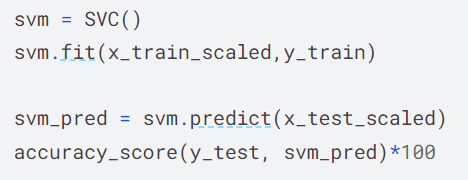 svm = SVC()
svm.fit(x_train_scaled,y_train)
svm_pred = svm.predict(x_test_scaled)
accuracy_score(y_test, svm_pred)*100